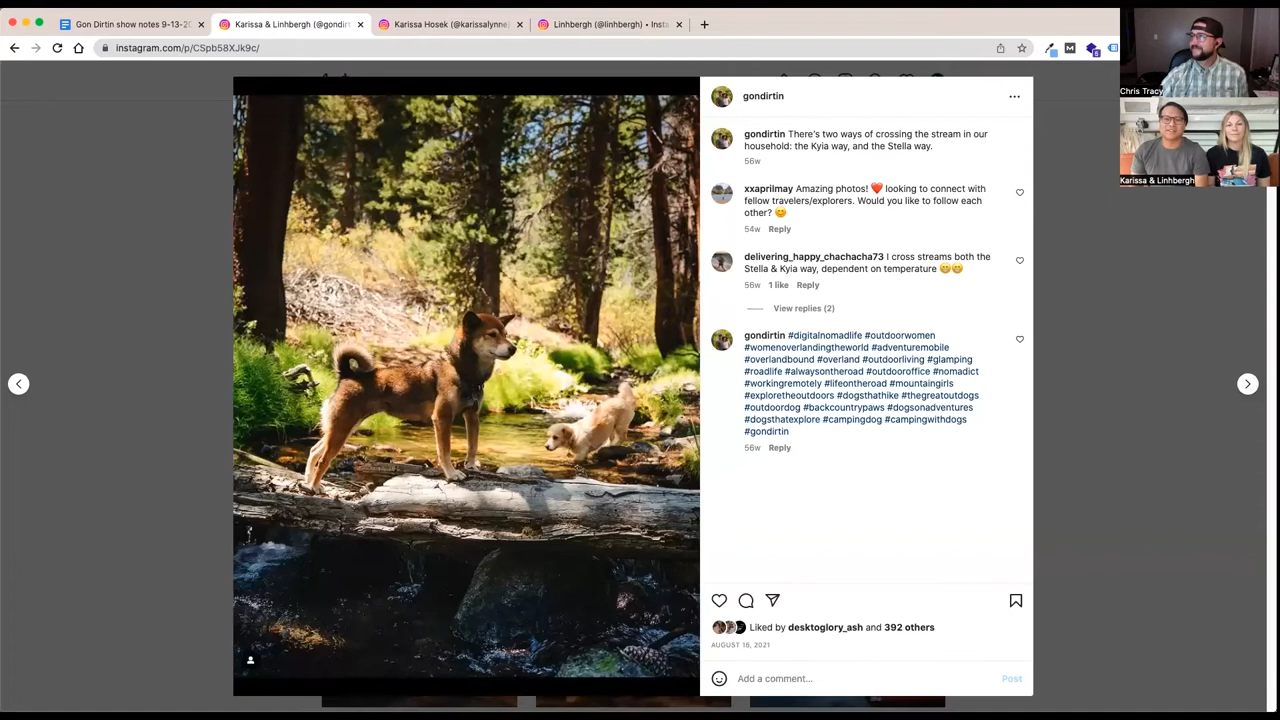 Gon Dirtin show notes 9-13-20
Karissa & Linhbergh (@gondirt
Karissa Hosek (@karissalynne
Linhbergh (@linhbergh) • Insta
instagram.com/p/CSpb58XJk9c/
Chris Tracy
Karissa & Linhbergh
gondirtin
gondirtin There's two ways of crossing the stream in our
household: the Kyia way, and the Stella way.
56w
xxaprilmay Amazing photos! ❤️ looking to connect with
fellow travelers/explorers. Would you like to follow each
other? 😊
54w Reply
delivering_happy_chachacha73 I cross streams both the
Stella & Kyia way, dependent on temperature 😁😁
56w 1 like Reply
View replies (2)
gondirtin #digitalnomadlife #outdoorwomen
#womenoverlandingtheworld #adventuremobile
#overlandbound #overland #outdoorliving #glamping
#roadlife #alwaysontheroad #outdooroffice #nomadict
#workingremotely #lifeontheroad #mountaingirls
#exploretheoutdoors #dogsthathike #thegreatoutdogs
#outdoordog #backcountrypaws #dogsonadventures
#dogsthatexplore #campingdog #campingwithdogs
#gondirtin
56w Reply
Liked by desktoglory_ash and 392 others
AUGUST 16, 2021
Add a comment...
Post